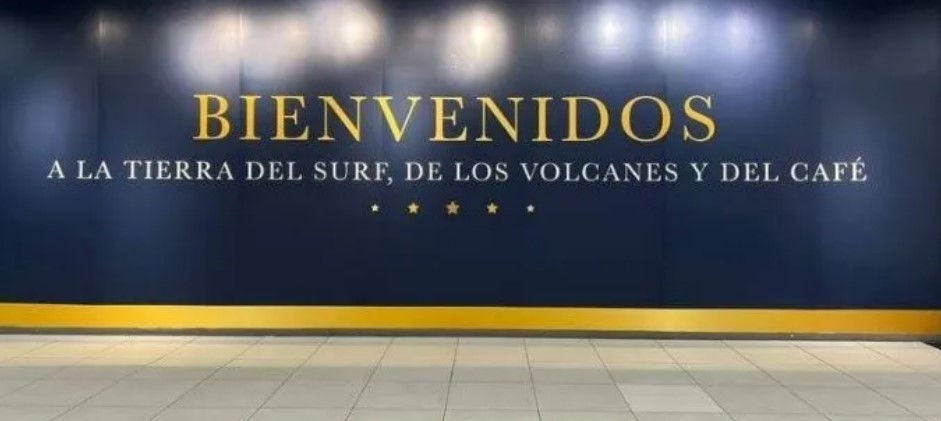 BIENVENIDOS
A LA TIERRA DEL SURF, DE LOS VOLCANES Y DEL CAFÉ